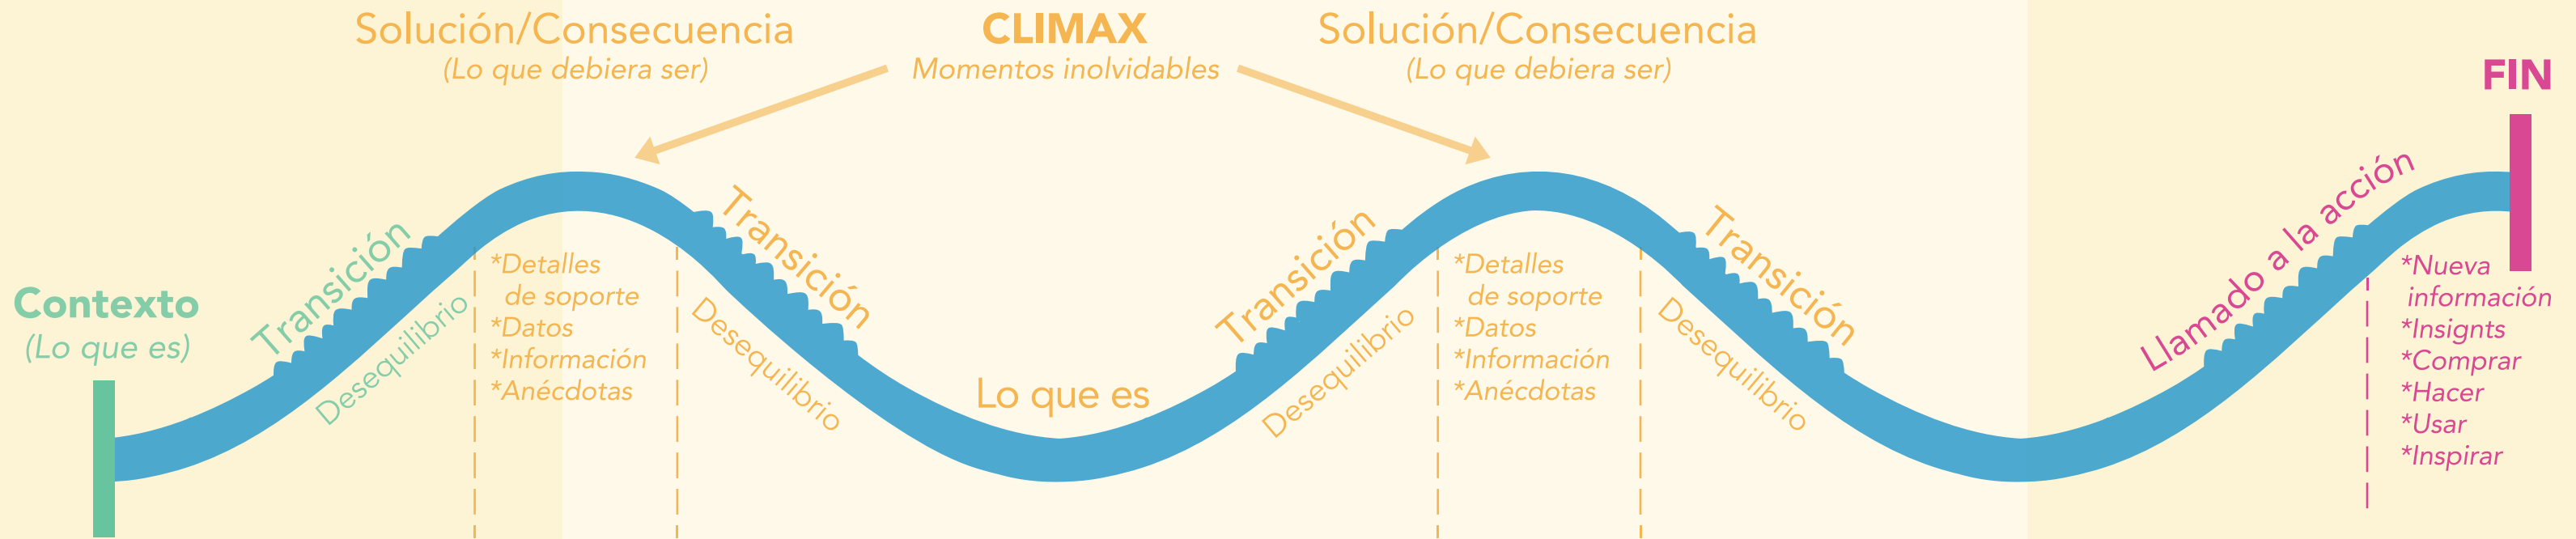 Contexto
(Lo que es)
Transición
Desequilibrio
Solución/Consecuencia
(Lo que debiera ser)
*Detalles
de soporte
*Datos
*Información
*Anécdotas
CLIMAX
Momentos inolvidables
Transición
Desequilibrio
Lo que es
Transición
Desequilibrio
Solución/Consecuencia
(Lo que debiera ser)
*Detalles
de soporte
*Datos
*Información
*Anécdotas
Transición
Desequilibrio
Llamado a la acción
FIN
*Nueva
información
*Insignts
*Comprar
*Hacer
*Usar
*Inspirar